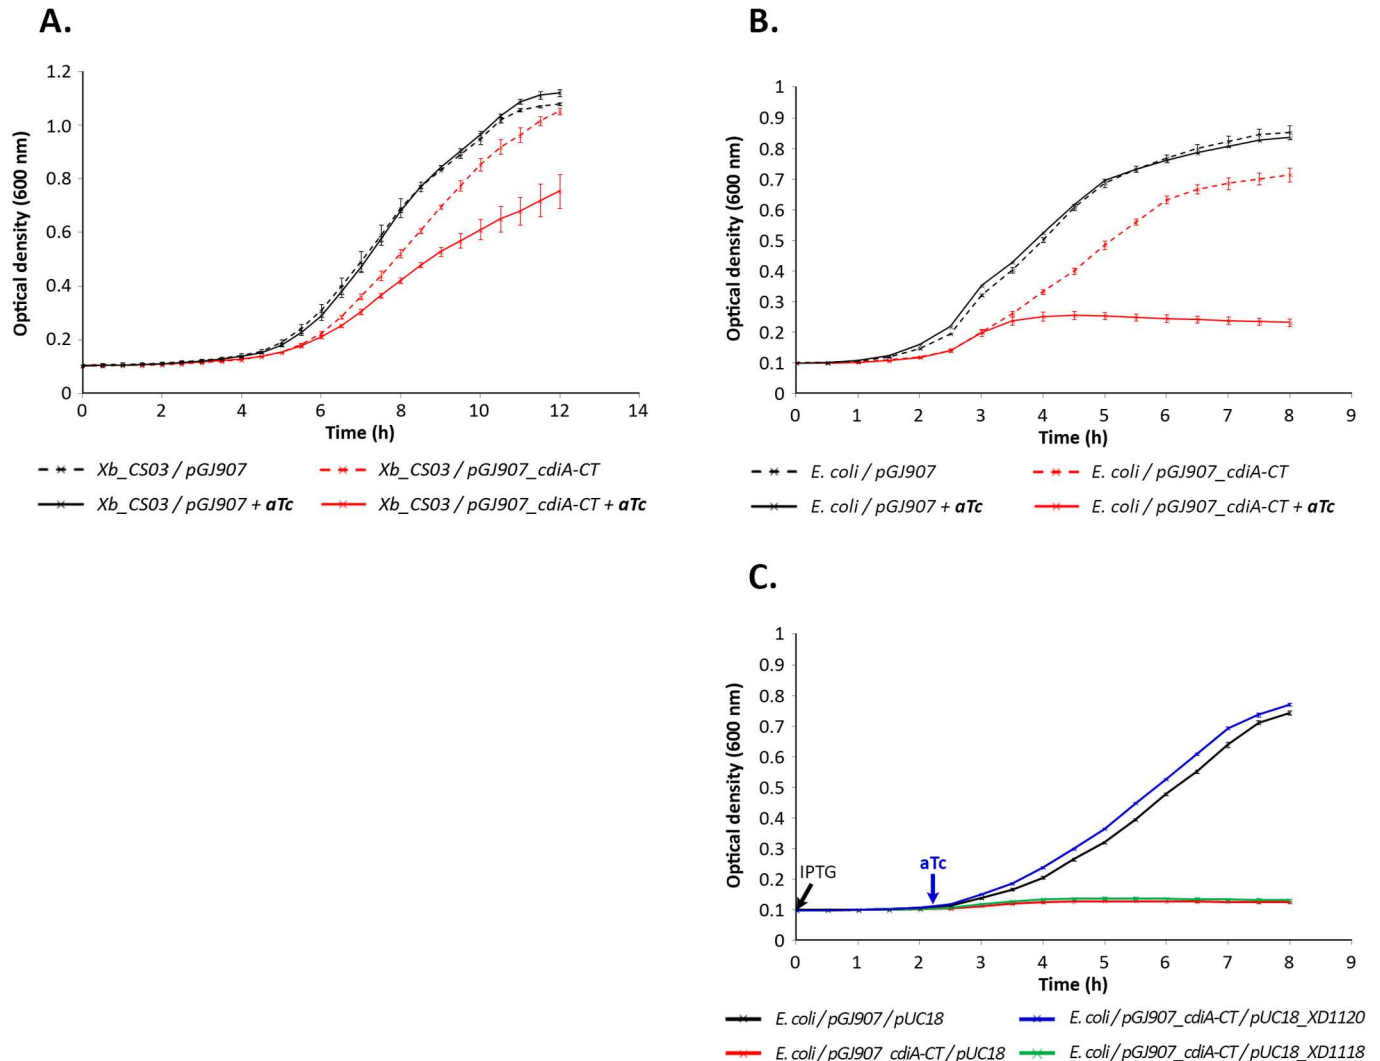 A.
Optical density (600 nm)
1.2
1.0
0.8
0.6
0.4
0.2
0
0 2 4 6 8 10 12 14
Time (h)
Xb_CS03 / pGJ907
Xb_CS03 / pGJ907_cdiA-CT
Xb_CS03 / pGJ907 + aTc
Xb_CS03 / pGJ907_cdiA-CT + aTc
B.
Optical density (600 nm)
1
0.9
0.8
0.7
0.6
0.5
0.4
0.3
0.2
0.1
0
0 1 2 3 4 5 6 7 8 9
Time (h)
E. coli / pGJ907
E. coli / pGJ907_cdiA-CT
E. coli / pGJ907 + aTc
E. coli / pGJ907_cdiA-CT + aTc
C.
Optical density (600 nm)
1
0.9
0.8
0.7
0.6
0.5
0.4
0.3
0.2
0.1
0
IPTG
aTc
0 1 2 3 4 5 6 7 8 9
Time (h)
E. coli / pGJ907 / pUC18
E. coli / pGJ907_cdiA-CT / pUC18_XD1120
E. coli / pGJ907_cdiA-CT / pUC18
E. coli / pGJ907_cdiA-CT / pUC18_XD1118